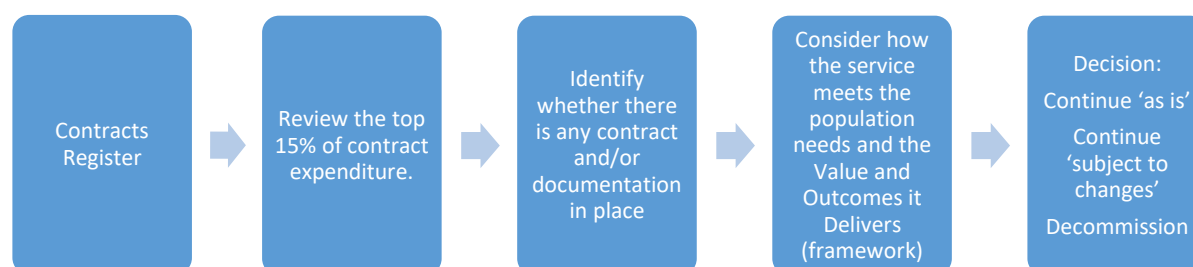 Contracts
Register
Review the top
15% of contract
expenditure.
Identify
whether there
is any contract
and/or
documentation
in place
Consider how
the service
meets the
population
needs and the
Value and
Outcomes it
Delivers
(framework)
Decision:
Continue ‘as is’
Continue
‘subject to
changes’
Decommission